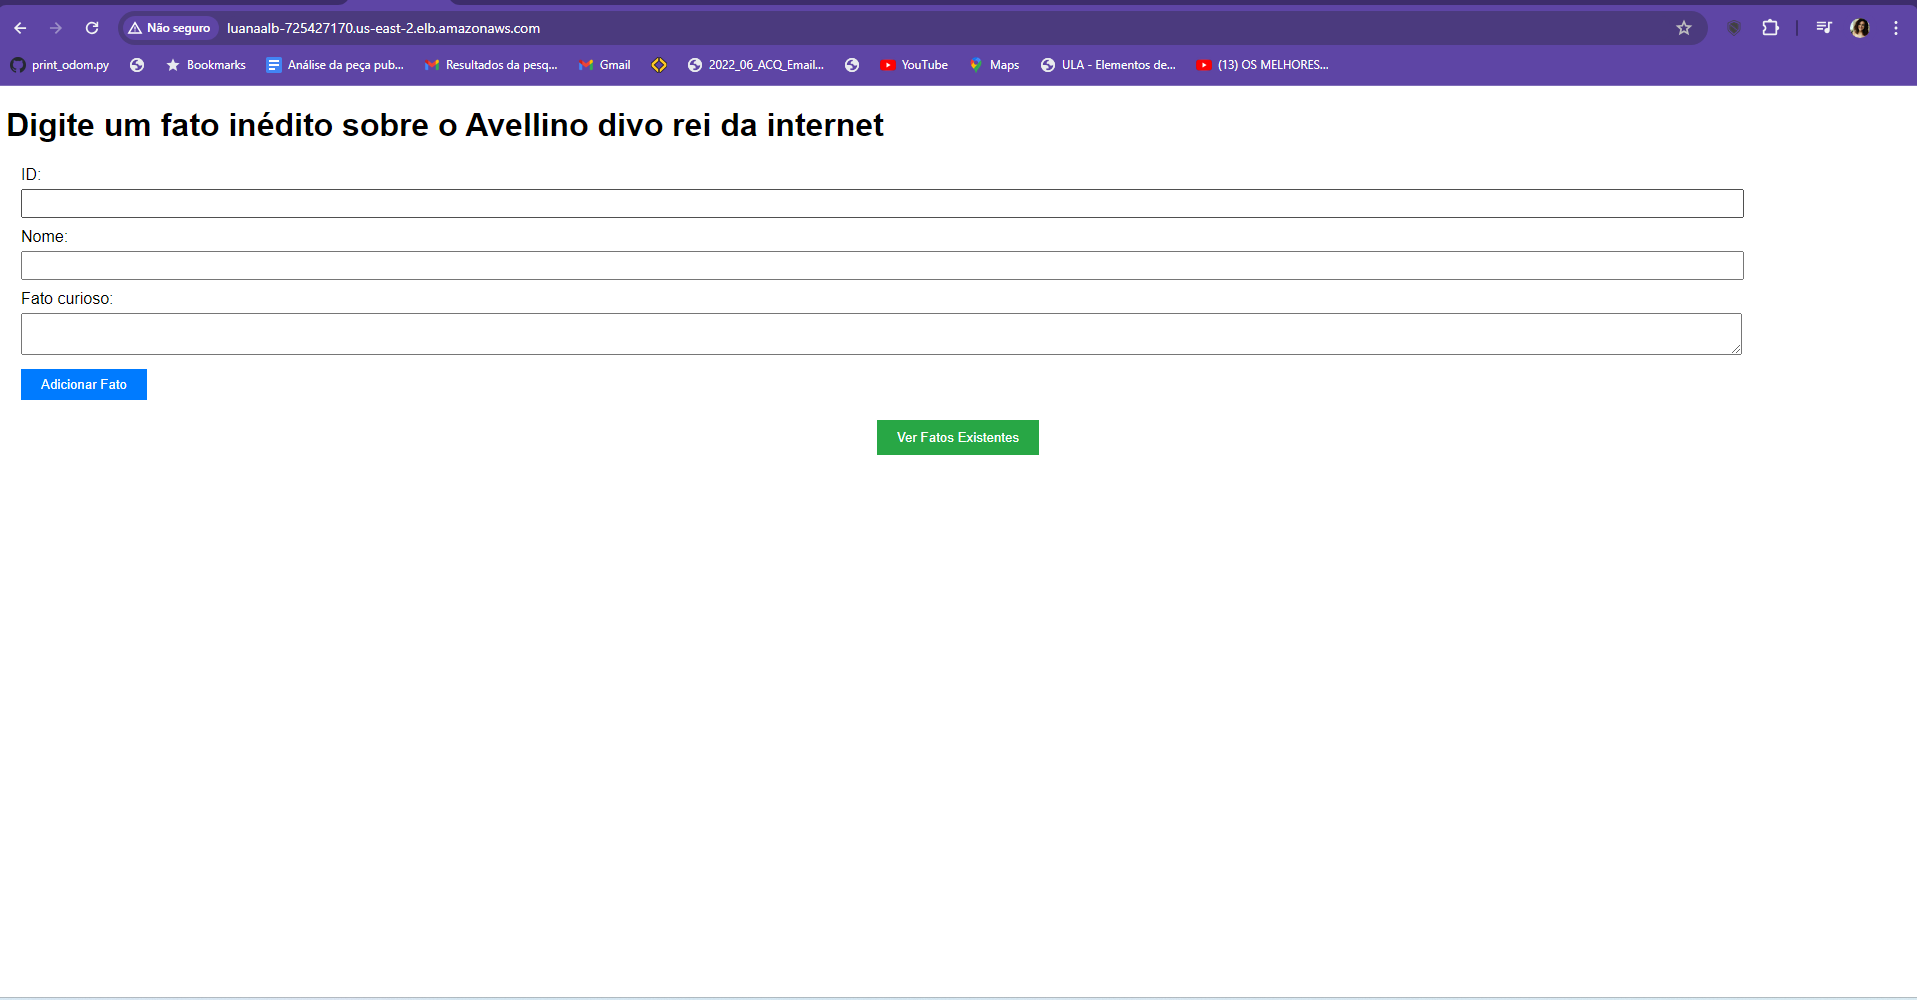 Não seguro luanaalb-725427170.us-east-2.elb.amazonaws.com
print_odom.py Bookmarks Análise da peça pub... Resultados da pesq... Gmail 2022_06_ACQ_Email... YouTube Maps ULA - Elementos de... (13) OS MELHORES...
Digite um fato inédito sobre o Avellino divo rei da internet
ID:
Nome:
Fato curioso:
Adicionar Fato
Ver Fatos Existentes